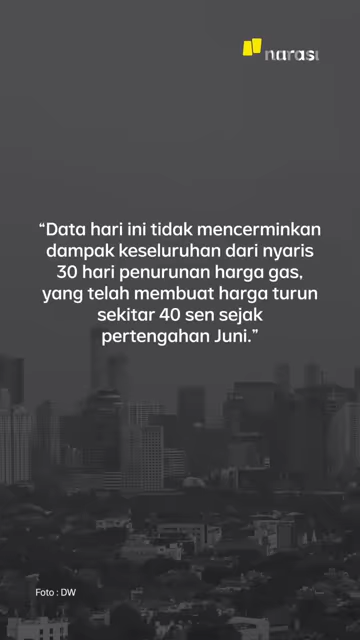 narasi
“Data hari ini tidak mencerminkan
dampak keseluruhan dari nyaris
30 hari penurunan harga gas,
yang telah membuat harga turun
sekitar 40 sen sejak
pertengahan Juni.”
Foto : DW